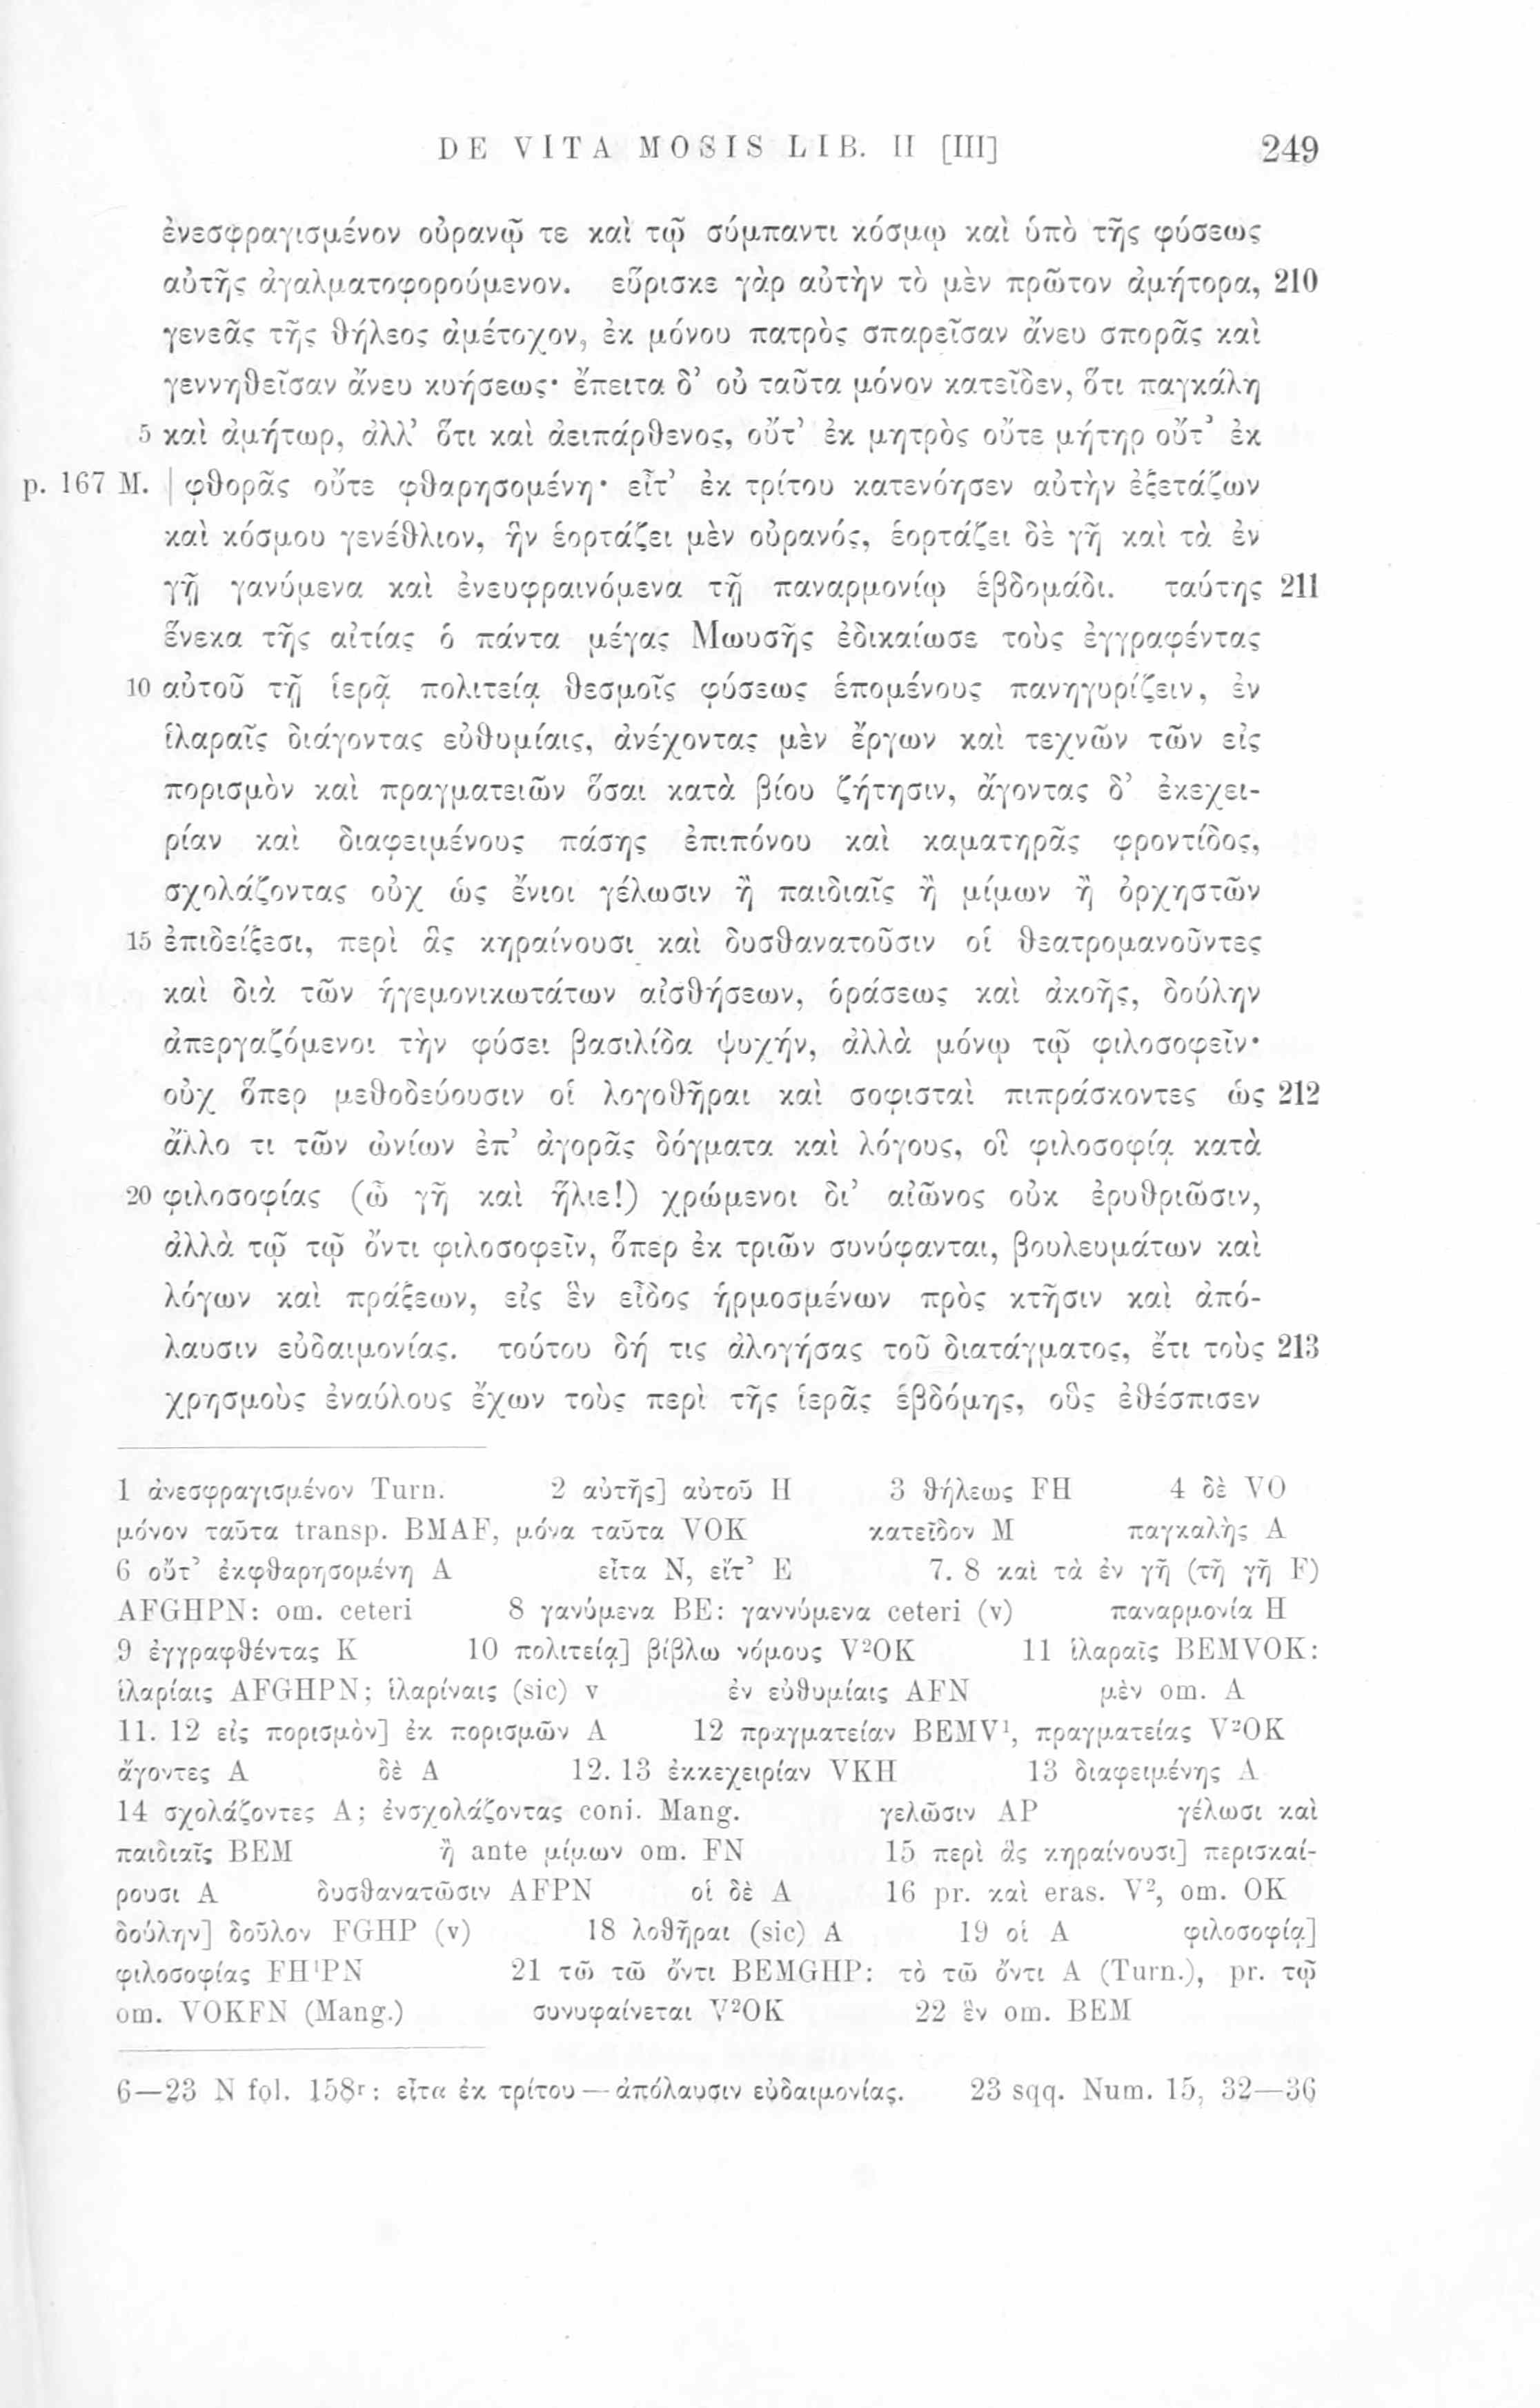 DE VITA MOSIS LIB. II [III] 249
ἐνεσφραγισμένον οὐρανῷ τε καὶ τῷ σύμπαντι κόσμῳ καὶ ὑπὸ τῆς φύσεως
αὐτῆς ἀγαλματοφορούμενον. εὕρισκε γὰρ αὐτὴν τὸ μὲν πρῶτον ἀμήτορα, 210
γενεᾶς τῆς θήλεος ἀμέτοχον, ἐκ μόνου πατρὸς σπαρεῖσαν ἄνευ σπορᾶς καὶ
γεννηθεῖσαν ἄνευ κυήσεως· ἔπειτα δ’ οὐ ταῦτα μόνον κατεῖδεν, ὅτι παγκάλη
5 καὶ ἀμήτωρ, ἀλλ’ ὅτι καὶ ἀειπάρθενος, οὔτ’ ἐκ μητρὸς οὔτε μήτηρ οὔτ’ ἐκ
p. 167 M. | φθορᾶς οὔτε φθαρησομένη· εἶτ’ ἐκ τρίτου κατενόησεν αὐτὴν ἐξετάζων
καὶ κόσμου γενέθλιον, ἣν ἑορτάζει μὲν οὐρανός, ἑορτάζει δὲ γῆ καὶ τὰ ἐν
γῇ γανύμενα καὶ ἐνευφραινόμενα τῇ παναρμονίῳ ἑβδομάδι. ταύτης 211
ἕνεκα τῆς αἰτίας ὁ πάντα μέγας Μωυσῆς ἐδικαίωσε τοὺς ἐγγραφέντας
10 αὐτοῦ τῇ ἱερᾷ πολιτείᾳ θεσμοῖς φύσεως ἑπομένους πανηγυρίζειν, ἐν
ἱλαραῖς διάγοντας εὐθυμίαις, ἀνέχοντας μὲν ἔργων καὶ τεχνῶν τῶν εἰς
πορισμὸν καὶ πραγματειῶν ὅσαι κατὰ βίου ζήτησιν, ἄγοντας δ’ ἐκεχει-
ρίαν καὶ διαφειμένους πάσης ἐπιπόνου καὶ καματηρᾶς φροντίδος,
σχολάζοντας οὐχ ὡς ἔνιοι γέλωσιν ἢ παιδιαῖς ἢ μίμων ἢ ὀρχηστῶν
15 ἐπιδείξεσι, περὶ ἃς κηραίνουσι καὶ δυσθανατοῦσιν οἱ θεατρομανοῦντες
καὶ διὰ τῶν ἡγεμονικωτάτων αἰσθήσεων, ὁράσεως καὶ ἀκοῆς, δούλην
ἀπεργαζόμενοι τὴν φύσει βασιλίδα ψυχήν, ἀλλὰ μόνῳ τῷ φιλοσοφεῖν·
οὐχ ὅπερ μεθοδεύουσιν οἱ λογοθῆραι καὶ σοφισταὶ πιπράσκοντες ὡς 212
ἄλλο τι τῶν ὠνίων ἐπ’ ἀγορᾶς δόγματα καὶ λόγους, οἳ φιλοσοφίᾳ κατὰ
20 φιλοσοφίας (ὦ γῆ καὶ ἥλιε!) χρώμενοι δι’ αἰῶνος οὐκ ἐρυθριῶσιν,
ἀλλὰ τῷ τῷ ὄντι φιλοσοφεῖν, ὅπερ ἐκ τριῶν συνύφανται, βουλευμάτων καὶ
λόγων καὶ πράξεων, εἰς ἓν εἶδος ἡρμοσμένων πρὸς κτῆσιν καὶ ἀπό-
λαυσιν εὐδαιμονίας. τούτου δή τις ἀλογήσας τοῦ διατάγματος, ἔτι τοὺς 213
χρησμοὺς ἐναύλους ἔχων τοὺς περὶ τῆς ἱερᾶς ἑβδόμης, οὓς ἐθέσπισεν
1 ἀνεσφραγισμένον Turn. 2 αὐτῆς] αὐτοῦ H 3 θήλεως FH 4 δὲ VO
μόνον ταῦτα transp. BMAF, μόνα ταῦτα VOK κατεῖδον M παγκαλὴς A
6 οὔτ’ ἐκφθαρησομένη A εἶτα N, εἴτ’ E 7. 8 καὶ τὰ ἐν γῆ (τῆ γῆ F)
AFGHPN: om. ceteri 8 γανύμενα BE: γαννύμενα ceteri (v) παναρμονία H
9 ἐγγραφθέντας K 10 πολιτείᾳ] βίβλω νόμους V²OK 11 ἱλαραῖς BEMVOK:
ἱλαρίαις AFGHPN; ἱλαρίναις (sic) v ἐν εὐθυμίαις AFN μὲν om. A
11. 12 εἰς πορισμὸν] ἐκ πορισμῶν A 12 πραγματείαν BEMV¹, πραγματείας V²OK
ἄγοντες A δὲ A 12. 13 ἐκκεχειρίαν VKH 13 διαφειμένης A
14 σχολάζοντες A; ἐνσχολάζοντας coni. Mang. γελῶσιν AP γέλωσι καὶ
παιδιαῖς BEM ἢ ante μίμων om. FN 15 περὶ ἃς κηραίνουσι] περισκαί-
ρουσι A δυσθανατῶσιν AFPN οἱ δὲ A 16 pr. καὶ eras. V², om. OK
δούλην] δοῦλον FGHP (v) 18 λοθῆραι (sic) A 19 οἱ A φιλοσοφίᾳ]
φιλοσοφίας FH¹PN 21 τῶ τῶ ὄντι BEMGHP: τὸ τῶ ὄντι A (Turn.), pr. τῷ
om. VOKFN (Mang.) συνυφαίνεται V²OK 22 ἓν om. BEM
6—23 N fol. 158r: εἶτα ἐκ τρίτου — ἀπόλαυσιν εὐδαιμονίας. 23 sqq. Num. 15, 32—36